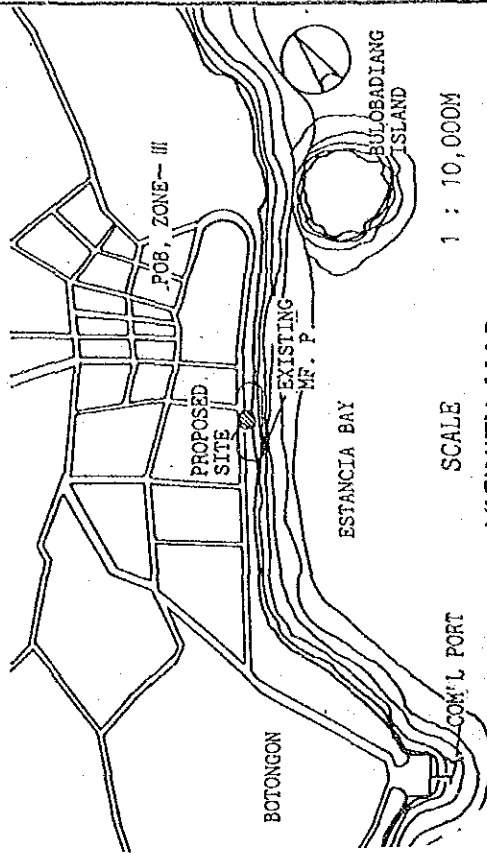 POB, ZONE-III
BULOBADIANG
ISLAND
PROPOSED
SITE
EXISTING
MF. P.
ESTANCIA BAY
BOTONGON
COM'L PORT
SCALE 1 : 10,000M